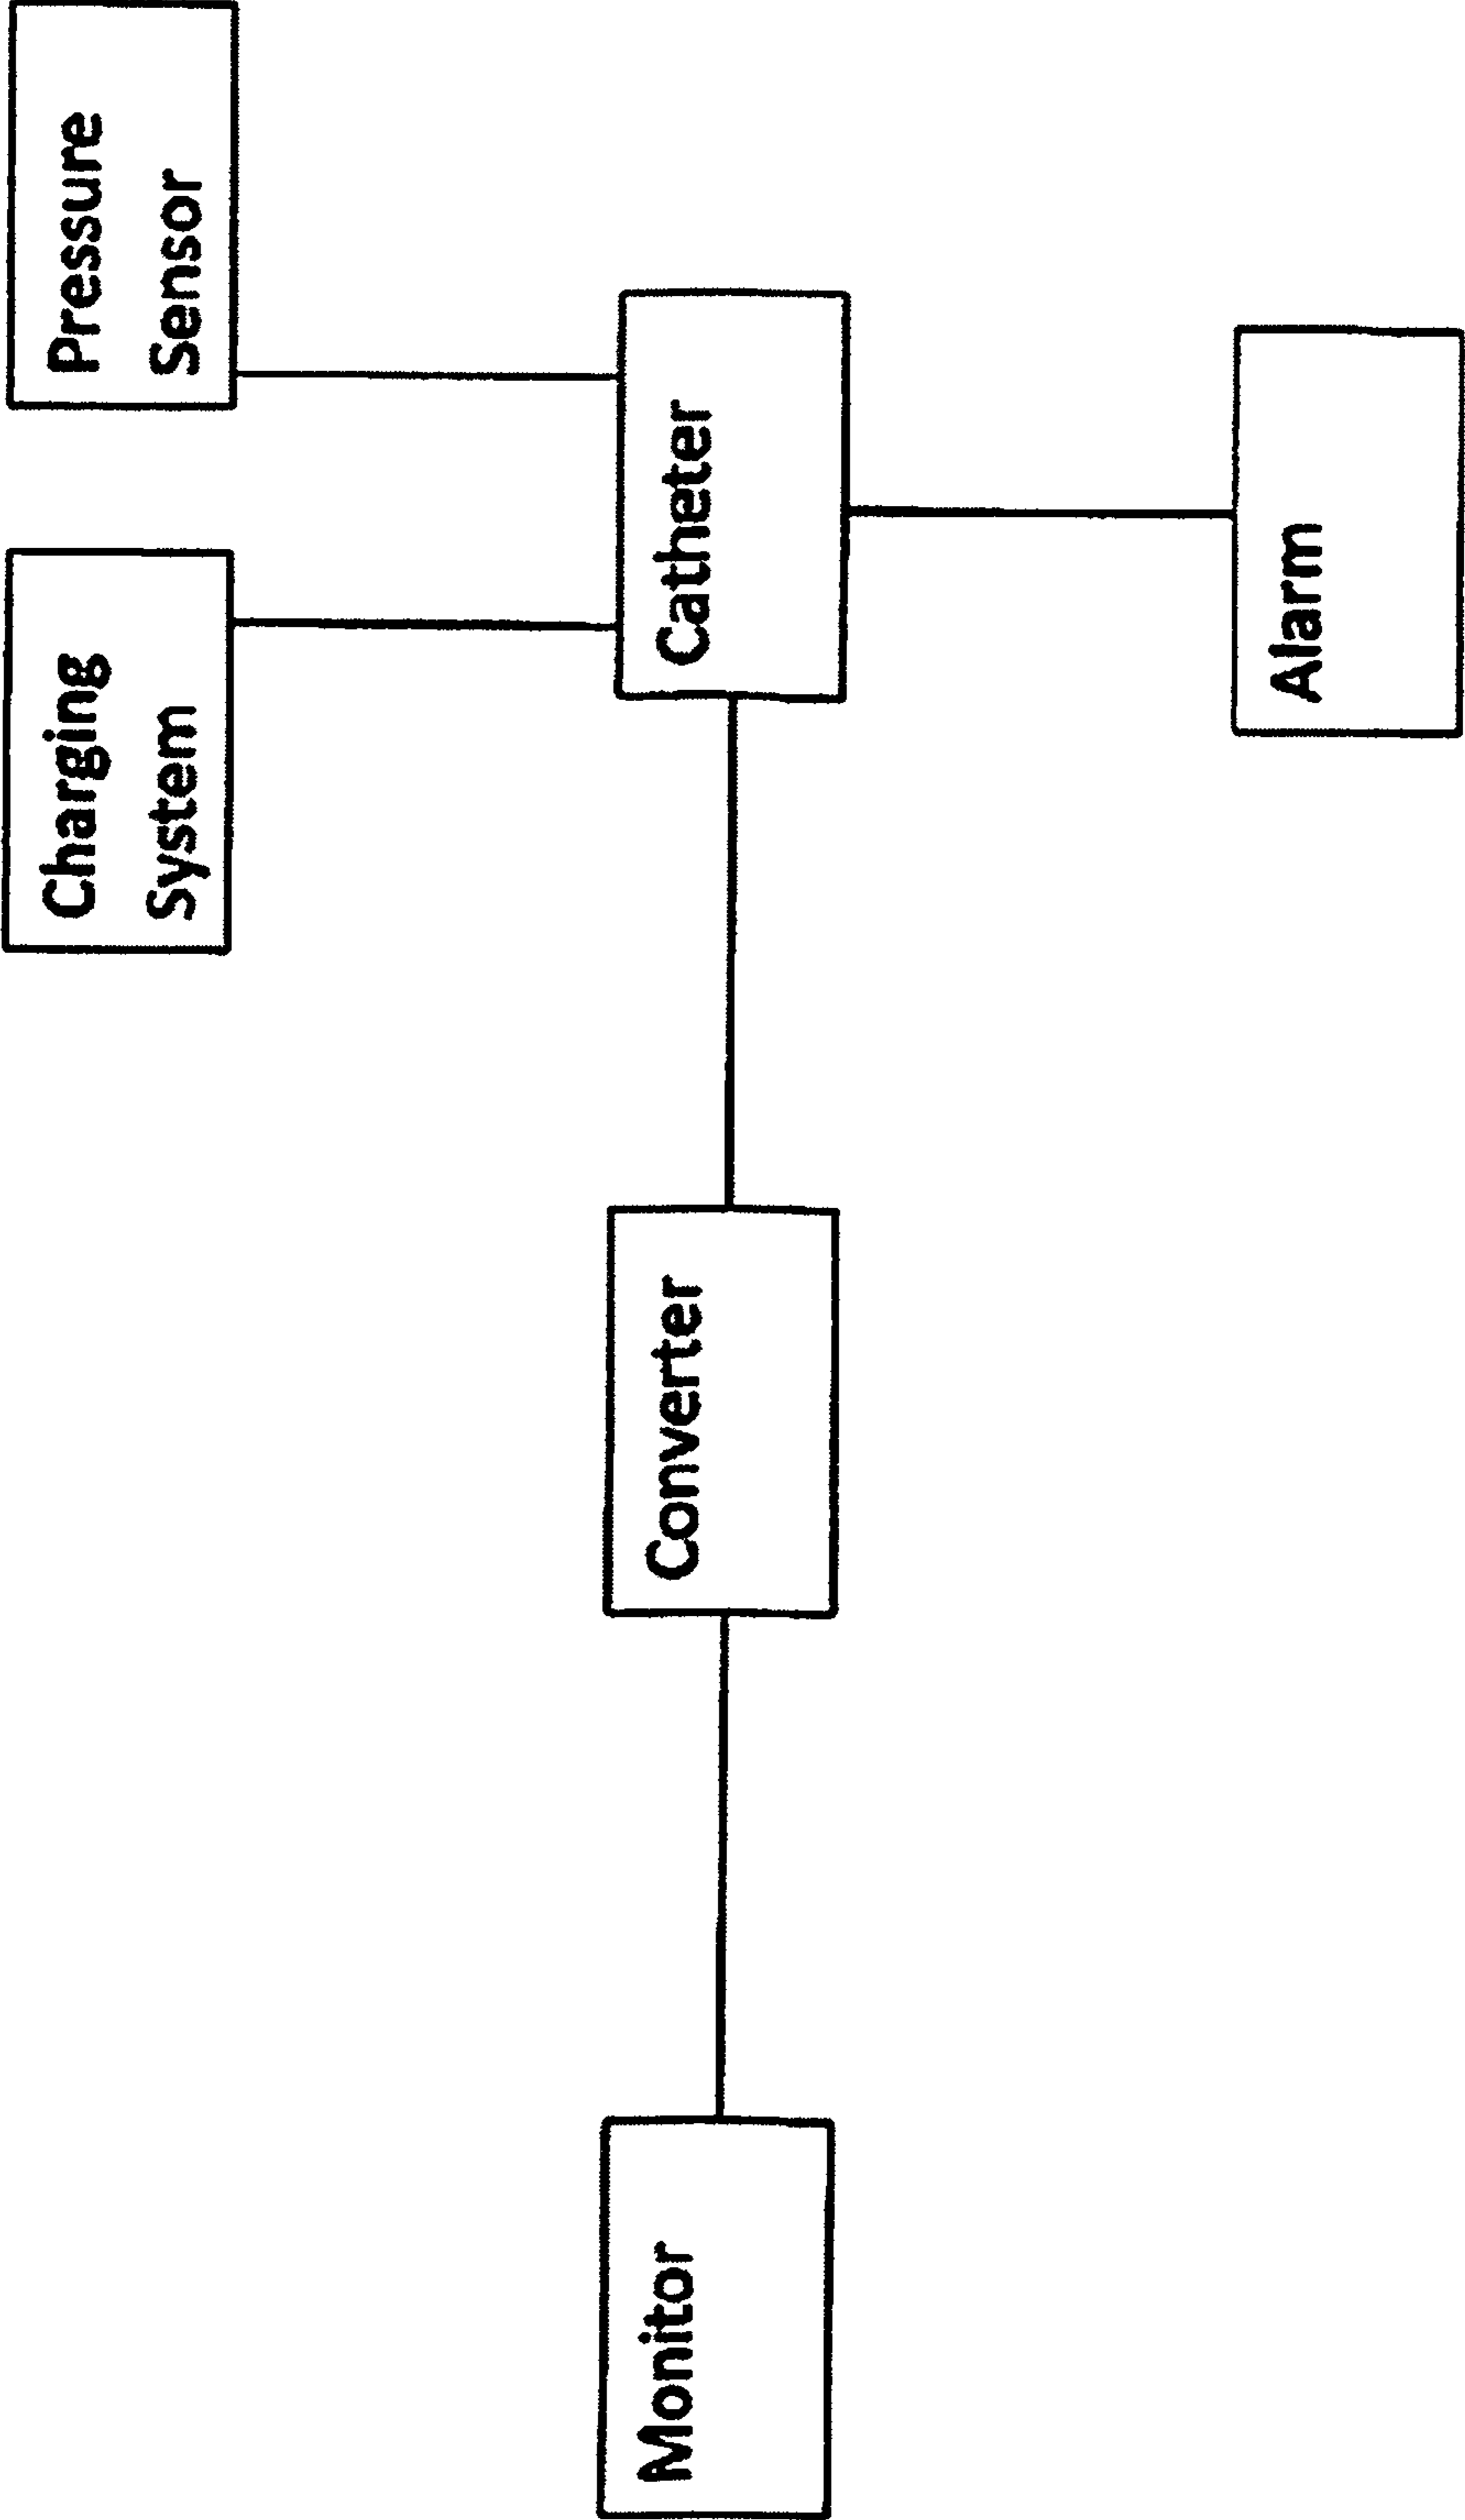 Charging
System
Pressure
Sensor
Monitor
Converter
Catheter
Alarm